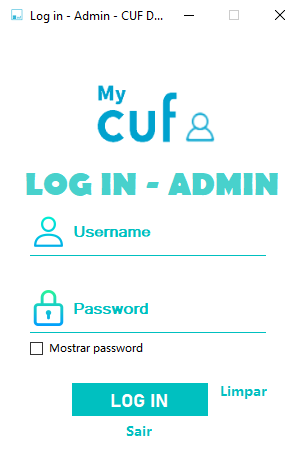 Log in - Admin - CUF D...
My
cuf
LOG IN - ADMIN
Username
Password
Mostrar password
LOG IN
Limpar
Sair